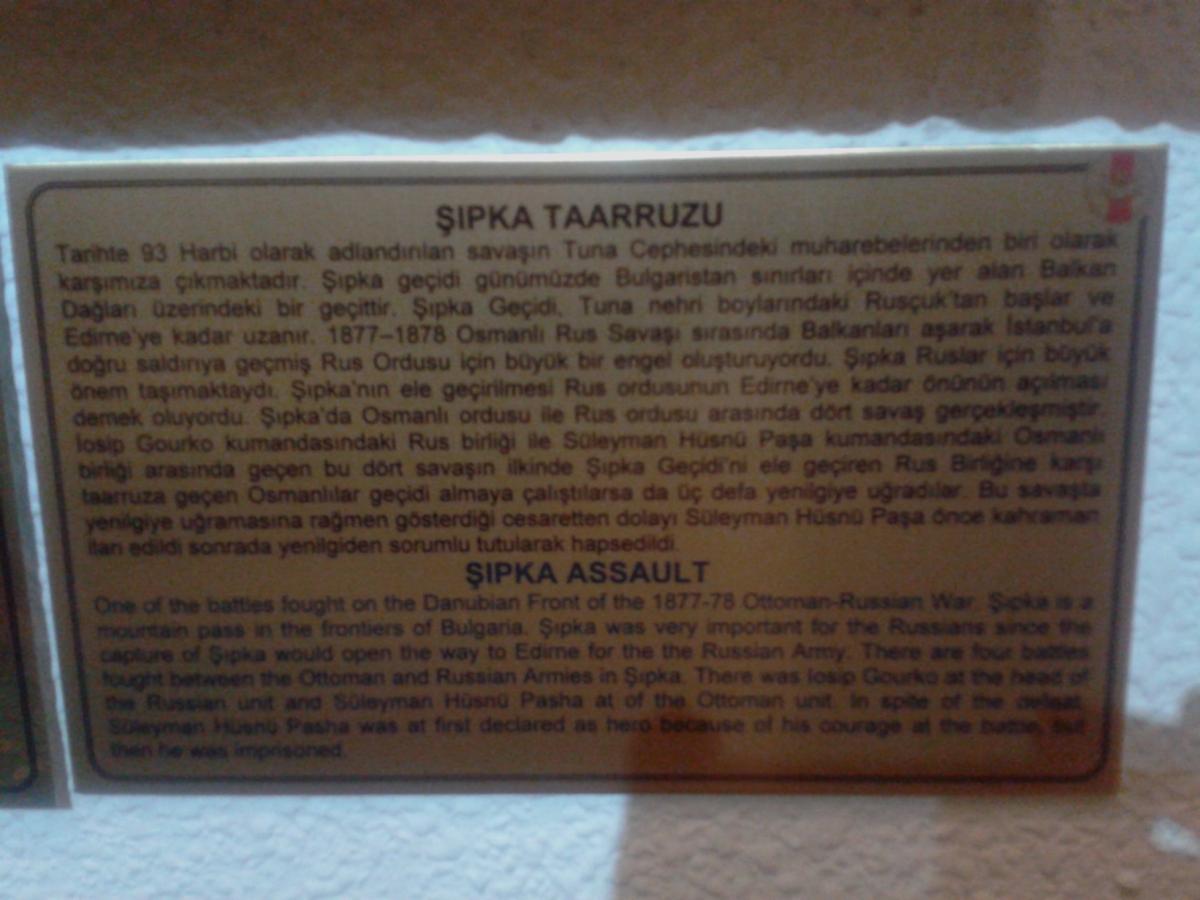 ŞIPKA TAARRUZU
Tarihte 93 Harbi olarak adlandırılan savaşın Tuna Cephesindeki muharebelerinden biri olarak
karşımıza çıkmaktadır. Şıpka geçidi günümüzde Bulgaristan sınırları içinde yer alan Balkan
Dağları üzerindeki bir geçittir. Şıpka Geçidi, Tuna nehri boylarındaki Rusçuk'tan başlar ve
Edirne'ye kadar uzanır. 1877–1878 Osmanlı Rus Savaşı sırasında Balkanları aşarak İstanbul'a
doğru saldırıya geçmiş Rus Ordusu için büyük bir engel oluşturuyordu. Şıpka Ruslar için büyük
önem taşımaktaydı. Şıpka'nın ele geçirilmesi Rus ordusunun Edirne'ye kadar önünün açılması
demek oluyordu. Şıpka'da Osmanlı ordusu ile Rus ordusu arasında dört savaş gerçekleşmiştir.
Iosip Gourko kumandasındaki Rus birliği ile Süleyman Hüsnü Paşa kumandasındaki Osmanlı
birliği arasında geçen bu dört savaşın ilkinde Şıpka Geçidi'ni ele geçiren Rus Birliğine karşı
taarruza geçen Osmanlılar geçidi almaya çalıştılarsa da üç defa yenilgiye uğradılar. Bu savaşta
yenilgiye uğramasına rağmen gösterdiği cesaretten dolayı Süleyman Hüsnü Paşa önce kahraman
ilan edildi sonrada yenilgiden sorumlu tutularak hapsedildi.
ŞIPKA ASSAULT
One of the battles fought on the Danubian Front of the 1877-78 Ottoman-Russian War. Şıpka is a
mountain pass in the frontiers of Bulgaria. Şıpka was very important for the Russians since the
capture of Şıpka would open the way to Edirne for the the Russian Army. There are four battles
fought between the Ottoman and Russian Armies in Şıpka. There was Iosip Gourko at the head of
the Russian unit and Süleyman Hüsnü Pasha at of the Ottoman unit. In spite of the defeat,
Süleyman Hüsnü Pasha was at first declared as hero because of his courage at the battle, but
then he was imprisoned.